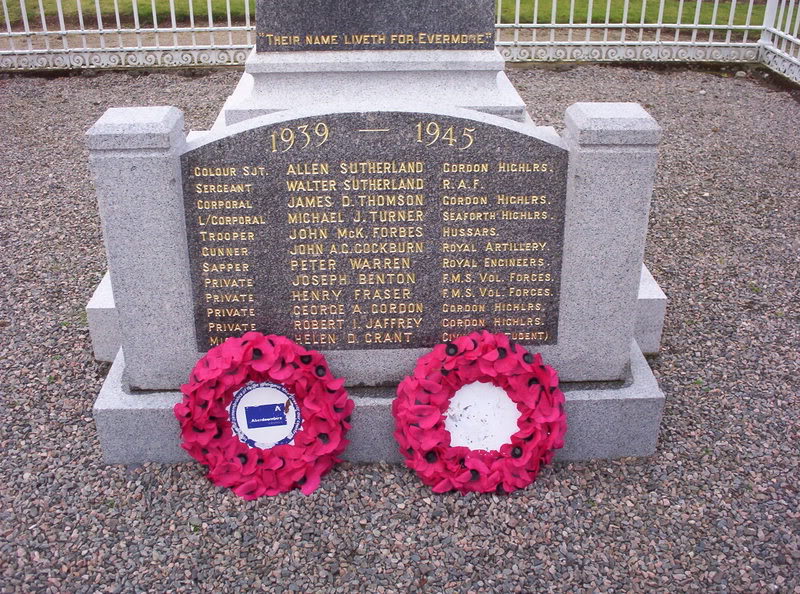 "THEIR NAME LIVETH FOR EVERMORE"
1939 — 1945
COLOUR SJT. ALLEN SUTHERLAND GORDON HIGHLRS.
SERGEANT WALTER SUTHERLAND R.A.F.
CORPORAL JAMES D. THOMSON GORDON HIGHLRS.
L/CORPORAL MICHAEL J. TURNER SEAFORTH HIGHLRS.
TROOPER JOHN McK. FORBES HUSSARS.
GUNNER JOHN A.C. COCKBURN ROYAL ARTILLERY.
SAPPER PETER WARREN ROYAL ENGINEERS.
PRIVATE JOSEPH BENTON F.M.S. VOL. FORCES.
PRIVATE HENRY FRASER F.M.S. VOL. FORCES.
PRIVATE GEORGE A. GORDON GORDON HIGHLRS.
PRIVATE ROBERT I. JAFFREY GORDON HIGHLRS.
HELEN D. GRANT STUDENT)
Aberdeenshire